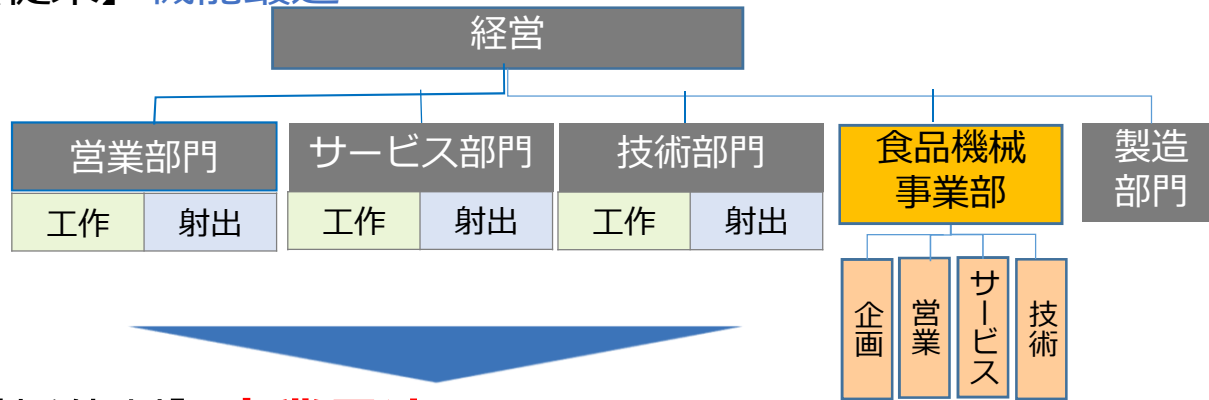 経営
営業部門
サービス部門
技術部門
食品機械
事業部
製造
部門
工作
射出
工作
射出
工作
射出
企画
営業
サービス
技術